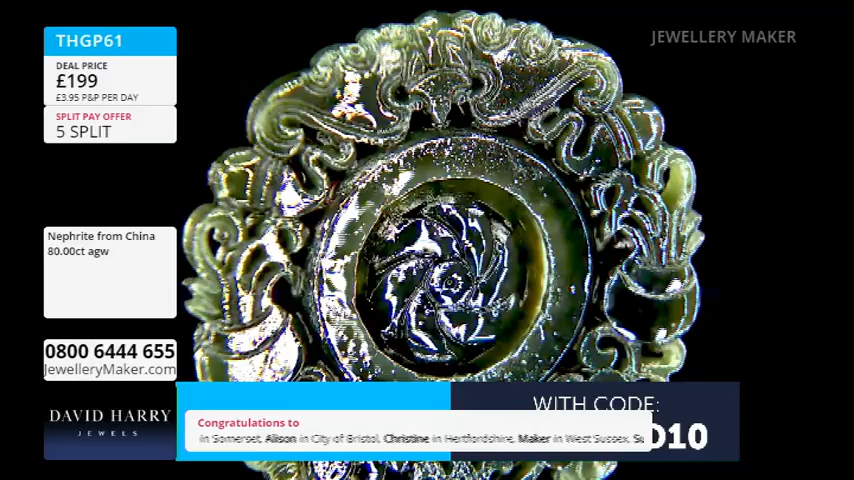 THGP61
DEAL PRICE
£199
£3.95 P&P PER DAY
SPLIT PAY OFFER
5 SPLIT
JEWELLERY MAKER
Nephrite from China
80.00ct agw
0800 6444 655
JewelleryMaker.com
DAVID HARRY
JEWELS
WITH CODE:
Congratulations to
in Somerset, Alison in City of Bristol, Christine in Hertfordshire, Maker in West Sussex,